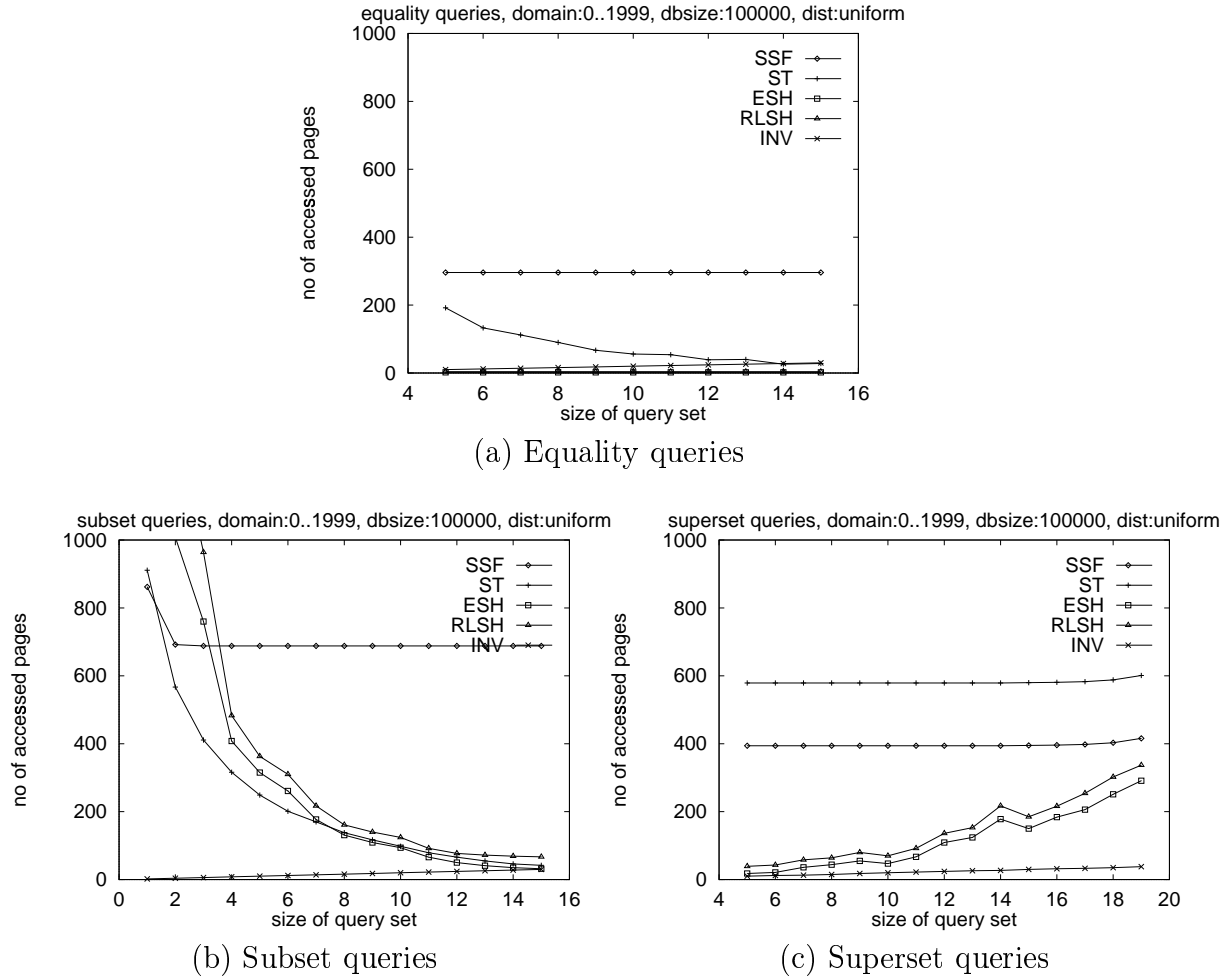 equality queries, domain:0..1999, dbsize:100000, dist:uniform
1000
800
600
400
200
0
no of accessed pages
SSF
ST
ESH
RLSH
INV
4 6 8 10 12 14 16
size of query set
(a) Equality queries
subset queries, domain:0..1999, dbsize:100000, dist:uniform
1000
800
600
400
200
0
no of accessed pages
SSF
ST
ESH
RLSH
INV
0 2 4 6 8 10 12 14 16
size of query set
(b) Subset queries
superset queries, domain:0..1999, dbsize:100000, dist:uniform
1000
800
600
400
200
0
no of accessed pages
SSF
ST
ESH
RLSH
INV
4 6 8 10 12 14 16 18 20
size of query set
(c) Superset queries